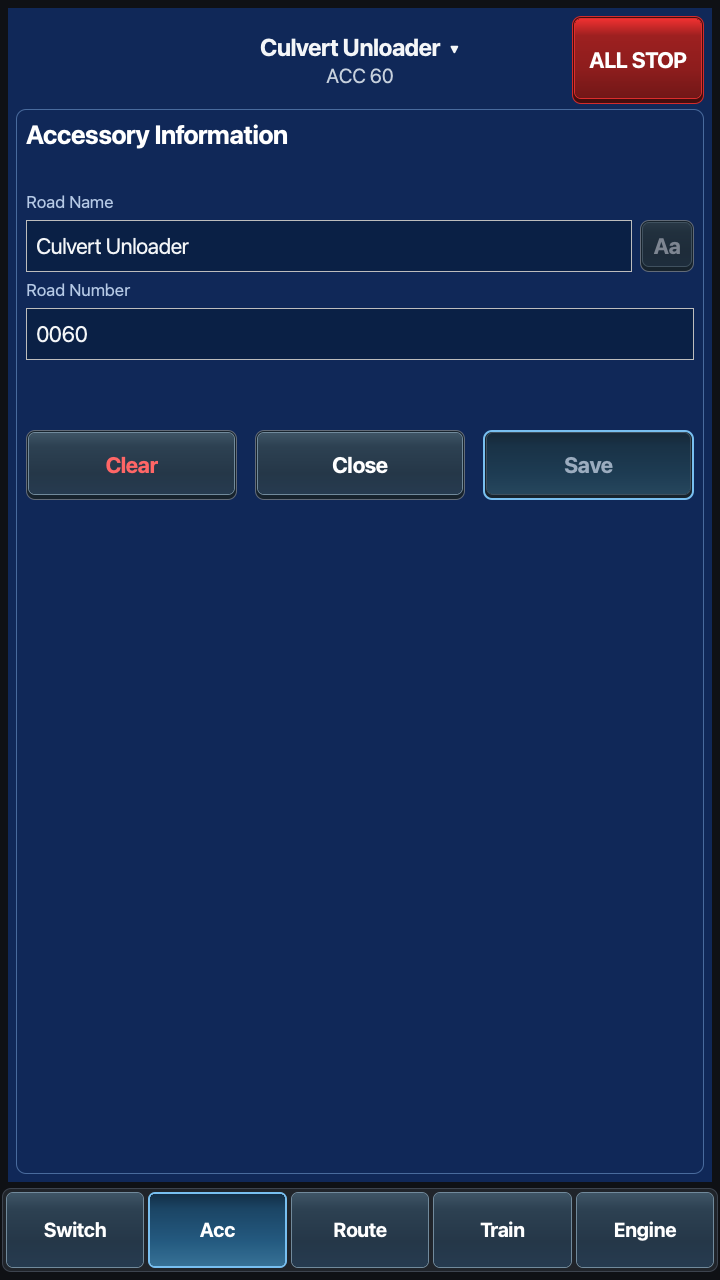 Culvert Unloader ▼
ACC 60
ALL STOP
Accessory Information
Road Name
Culvert Unloader
Aa
Road Number
0060
Clear
Close
Save
Switch
Acc
Route
Train
Engine